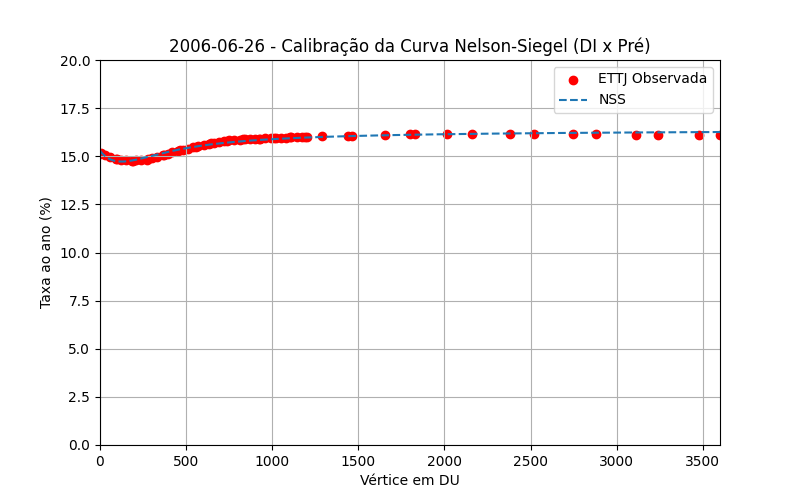 2006-06-26 - Calibração da Curva Nelson-Siegel (DI x Pré)
ETTJ Observada
NSS
20.0
17.5
15.0
12.5
10.0
7.5
5.0
2.5
0.0
Taxa ao ano (%)
0 500 1000 1500 2000 2500 3000 3500
Vértice em DU